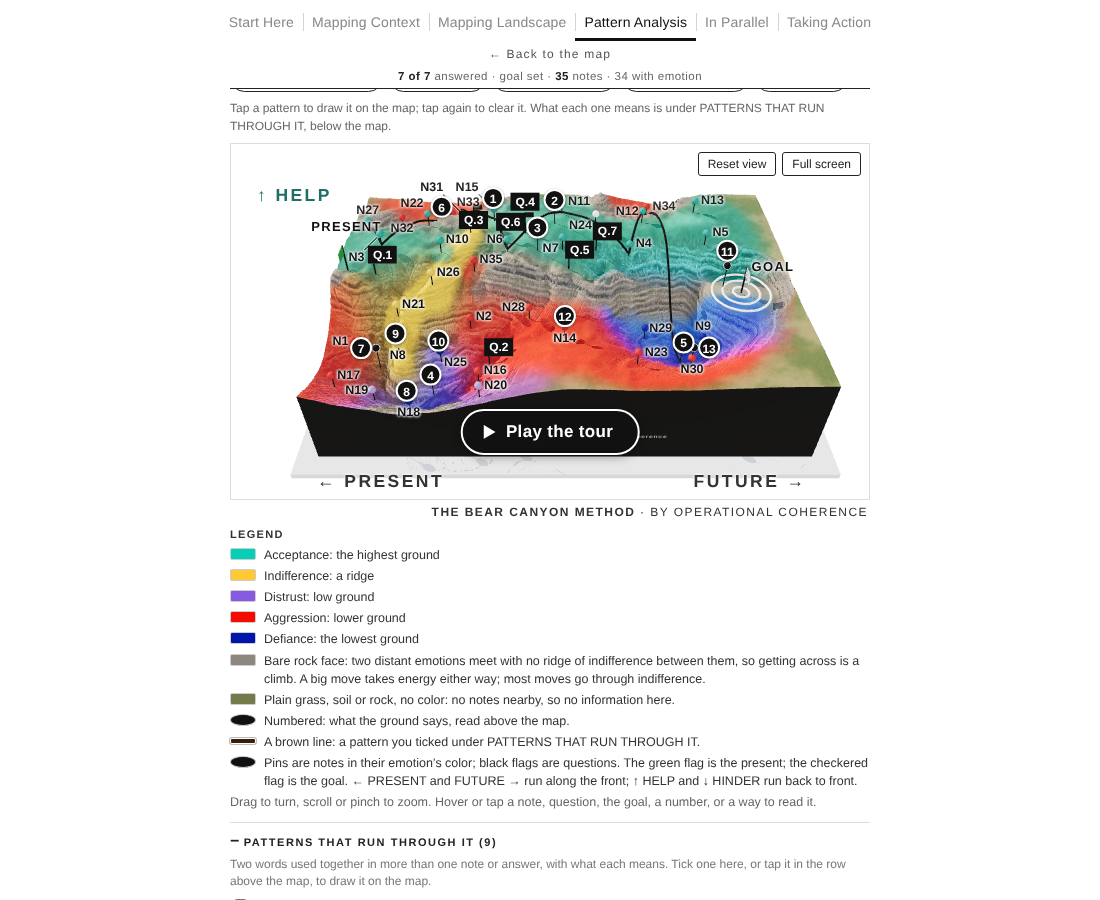 Start Here
Mapping Context
Mapping Landscape
Pattern Analysis
In Parallel
Taking Action
← Back to the map
7 of 7 answered · goal set · 35 notes · 34 with emotion
Tap a pattern to draw it on the map; tap again to clear it. What each one means is under PATTERNS THAT RUN
THROUGH IT, below the map.
Reset view
Full screen
↑ HELP
N31
N15
N27
N22
6
N33
1
Q.4
2
N11
N12
N34
N13
PRESENT
N32
Q.3
Q.6
3
N24
Q.7
N5
N3
Q.1
N10
N6
N7
Q.5
N4
11
N26
N35
GOAL
N21
N2
N28
12
N1
7
9
N8
10
N14
N29
N9
Q.2
N23
5
13
N17
4
N25
N16
N30
N19
8
N20
N18
Play the tour
← PRESENT
FUTURE →
THE BEAR CANYON METHOD · BY OPERATIONAL COHERENCE
LEGEND
Acceptance: the highest ground
Indifference: a ridge
Distrust: low ground
Aggression: lower ground
Defiance: the lowest ground
Bare rock face: two distant emotions meet with no ridge of indifference between them, so getting across is a
climb. A big move takes energy either way; most moves go through indifference.
Plain grass, soil or rock, no color: no notes nearby, so no information here.
Numbered: what the ground says, read above the map.
A brown line: a pattern you ticked under PATTERNS THAT RUN THROUGH IT.
Pins are notes in their emotion's color; black flags are questions. The green flag is the present; the checkered
flag is the goal. ← PRESENT and FUTURE → run along the front; ↑ HELP and ↓ HINDER run back to front.
Drag to turn, scroll or pinch to zoom. Hover or tap a note, question, the goal, a number, or a way to read it.
− PATTERNS THAT RUN THROUGH IT (9)
Two words used together in more than one note or answer, with what each means. Tick one here, or tap it in the row
above the map, to draw it on the map.